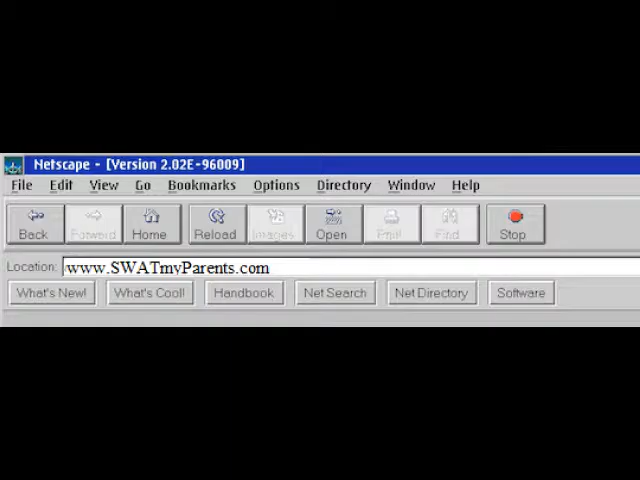 Netscape - [Version 2.02E-96009]
File Edit View Go Bookmarks Options Directory Window Help
Back Forward Home Reload Images Open Print Find Stop
Location: www.SWATmyParents.com
What's New! What's Cool! Handbook Net Search Net Directory Software